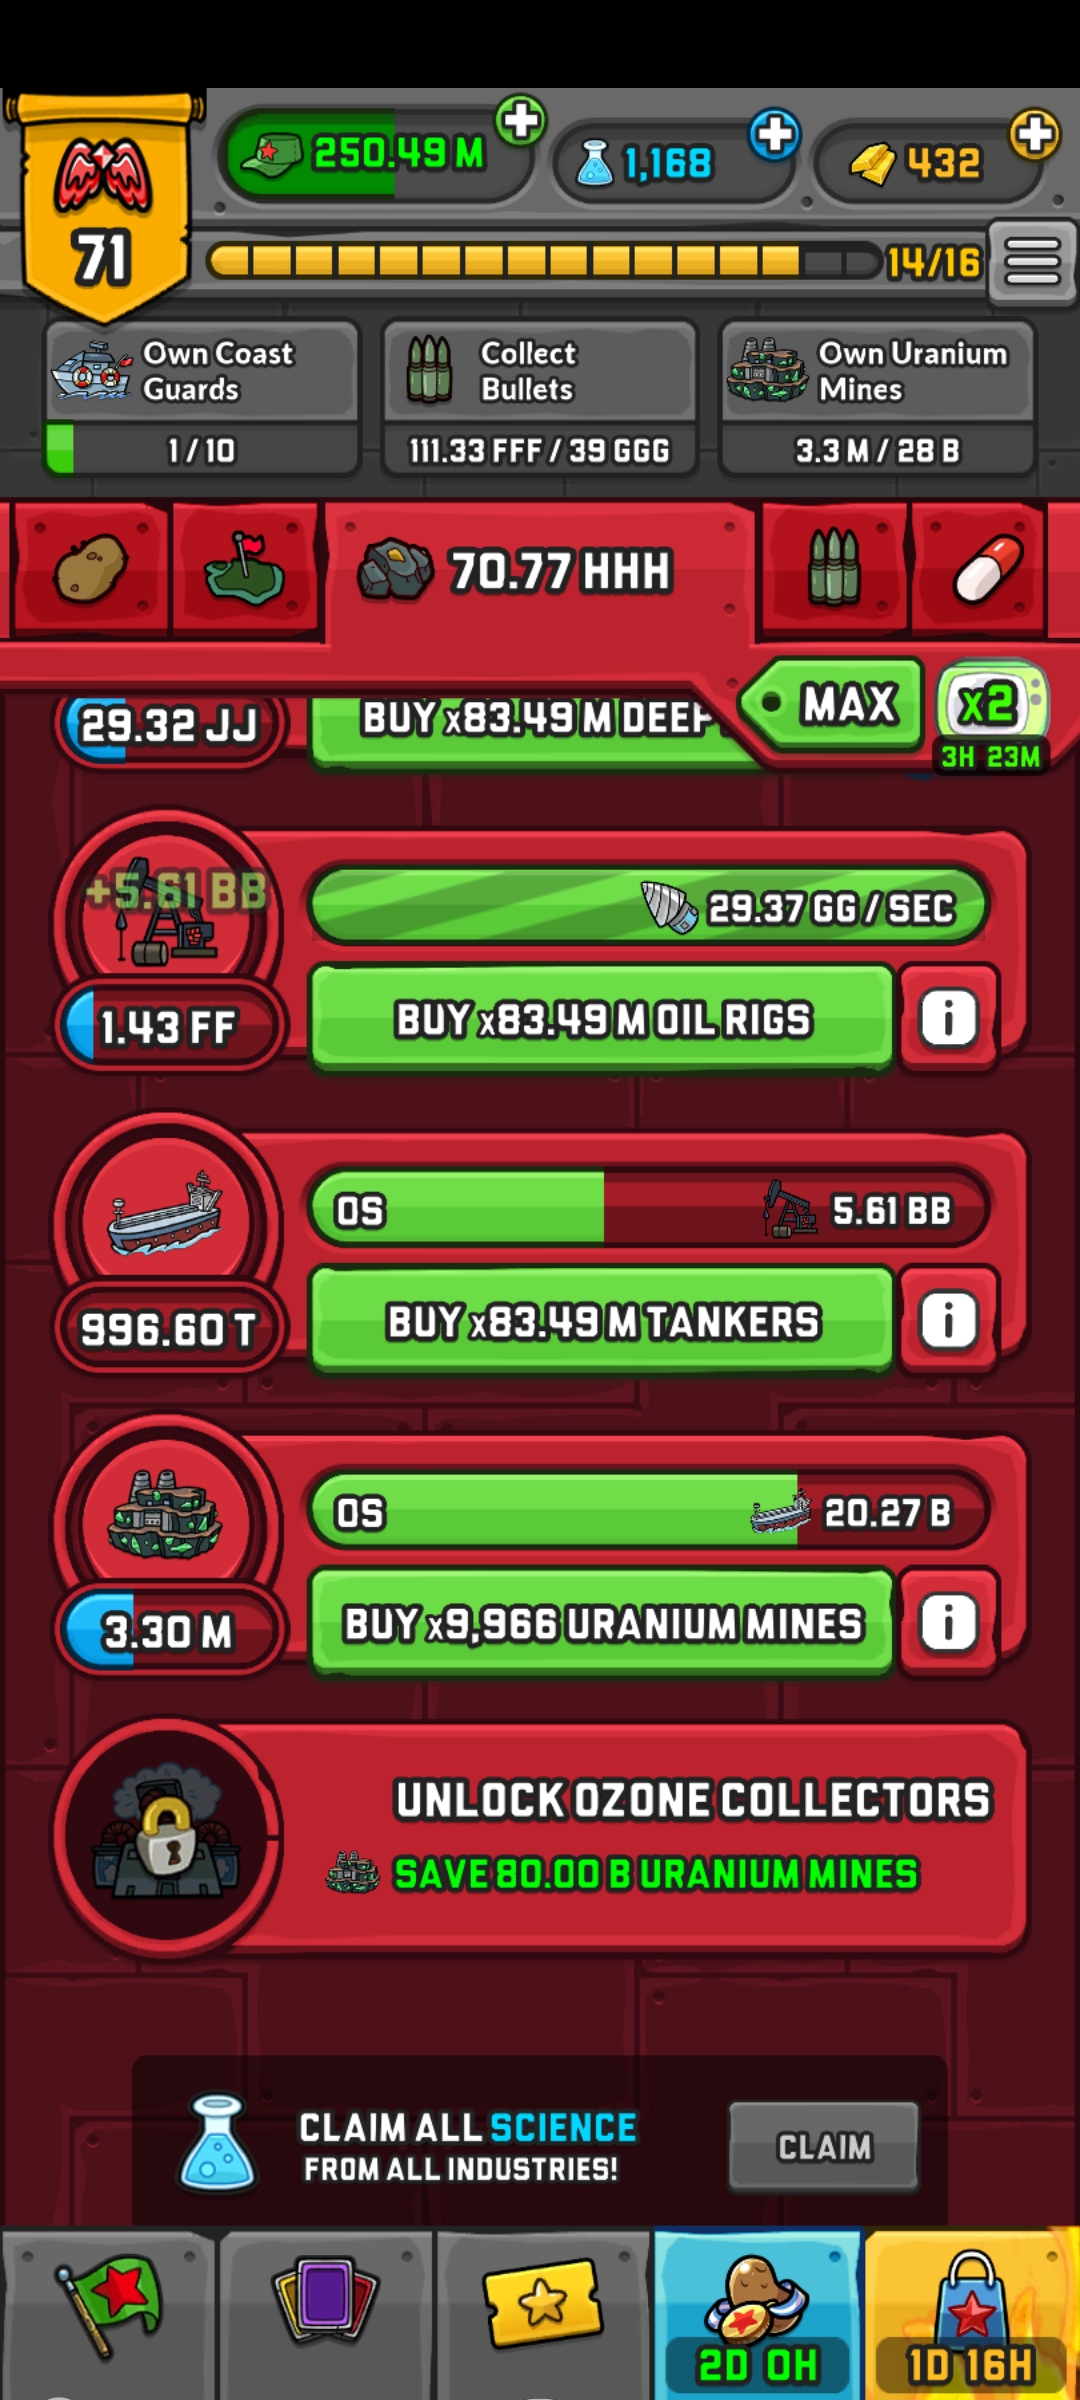 71
250.49 M
1,168
432
14/16
Own Coast
Guards
1 / 10
Collect
Bullets
111.33 FFF / 39 GGG
Own Uranium
Mines
3.3 M / 28 B
70.77 HHH
MAX
x2
3H 23M
29.32 JJ
BUY x83.49 M DEEP
+5.61 BB
29.37 GG / SEC
1.43 FF
BUY x83.49 M OIL RIGS
i
0S
5.61 BB
996.60 T
BUY x83.49 M TANKERS
i
0S
20.27 B
3.30 M
BUY x9,966 URANIUM MINES
i
UNLOCK OZONE COLLECTORS
SAVE 80.00 B URANIUM MINES
CLAIM ALL SCIENCE
FROM ALL INDUSTRIES!
CLAIM
2D 0H
1D 16H